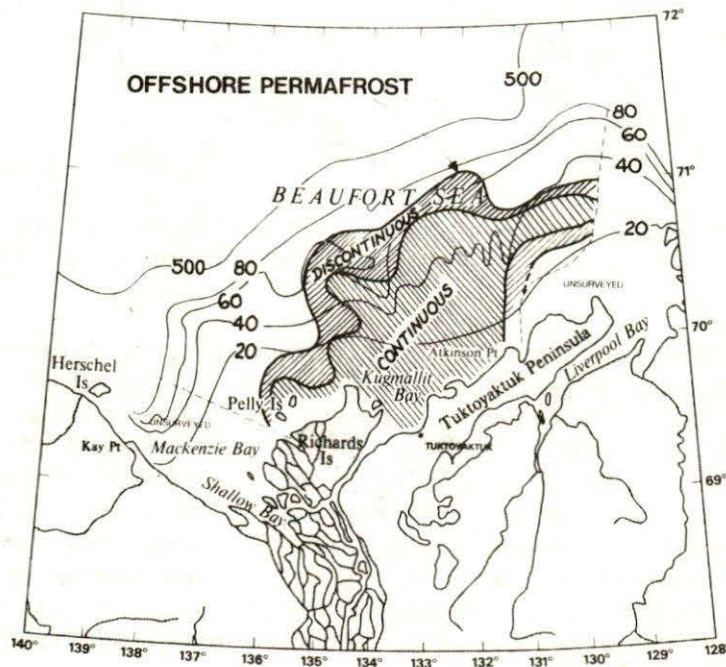 72°
OFFSHORE PERMAFROST
500
80
60
40
71°
BEAUFORT SEA
20
DISCONTINUOUS
500
80
UNSURVEYED
60
40
CONTINUOUS
70°
20
Atkinson Pt
Herschel
Is
Kugmallit
Bay
Tuktoyaktuk Peninsula
Liverpool Bay
Pelly Is
UNSURVEYED
Kay Pt
Mackenzie Bay
Richards
Is
TUKTOYAKTUK
69°
Shallow Bay
140°
139°
138°
137°
136°
135°
134°
133°
132°
131°
130°
129°
128